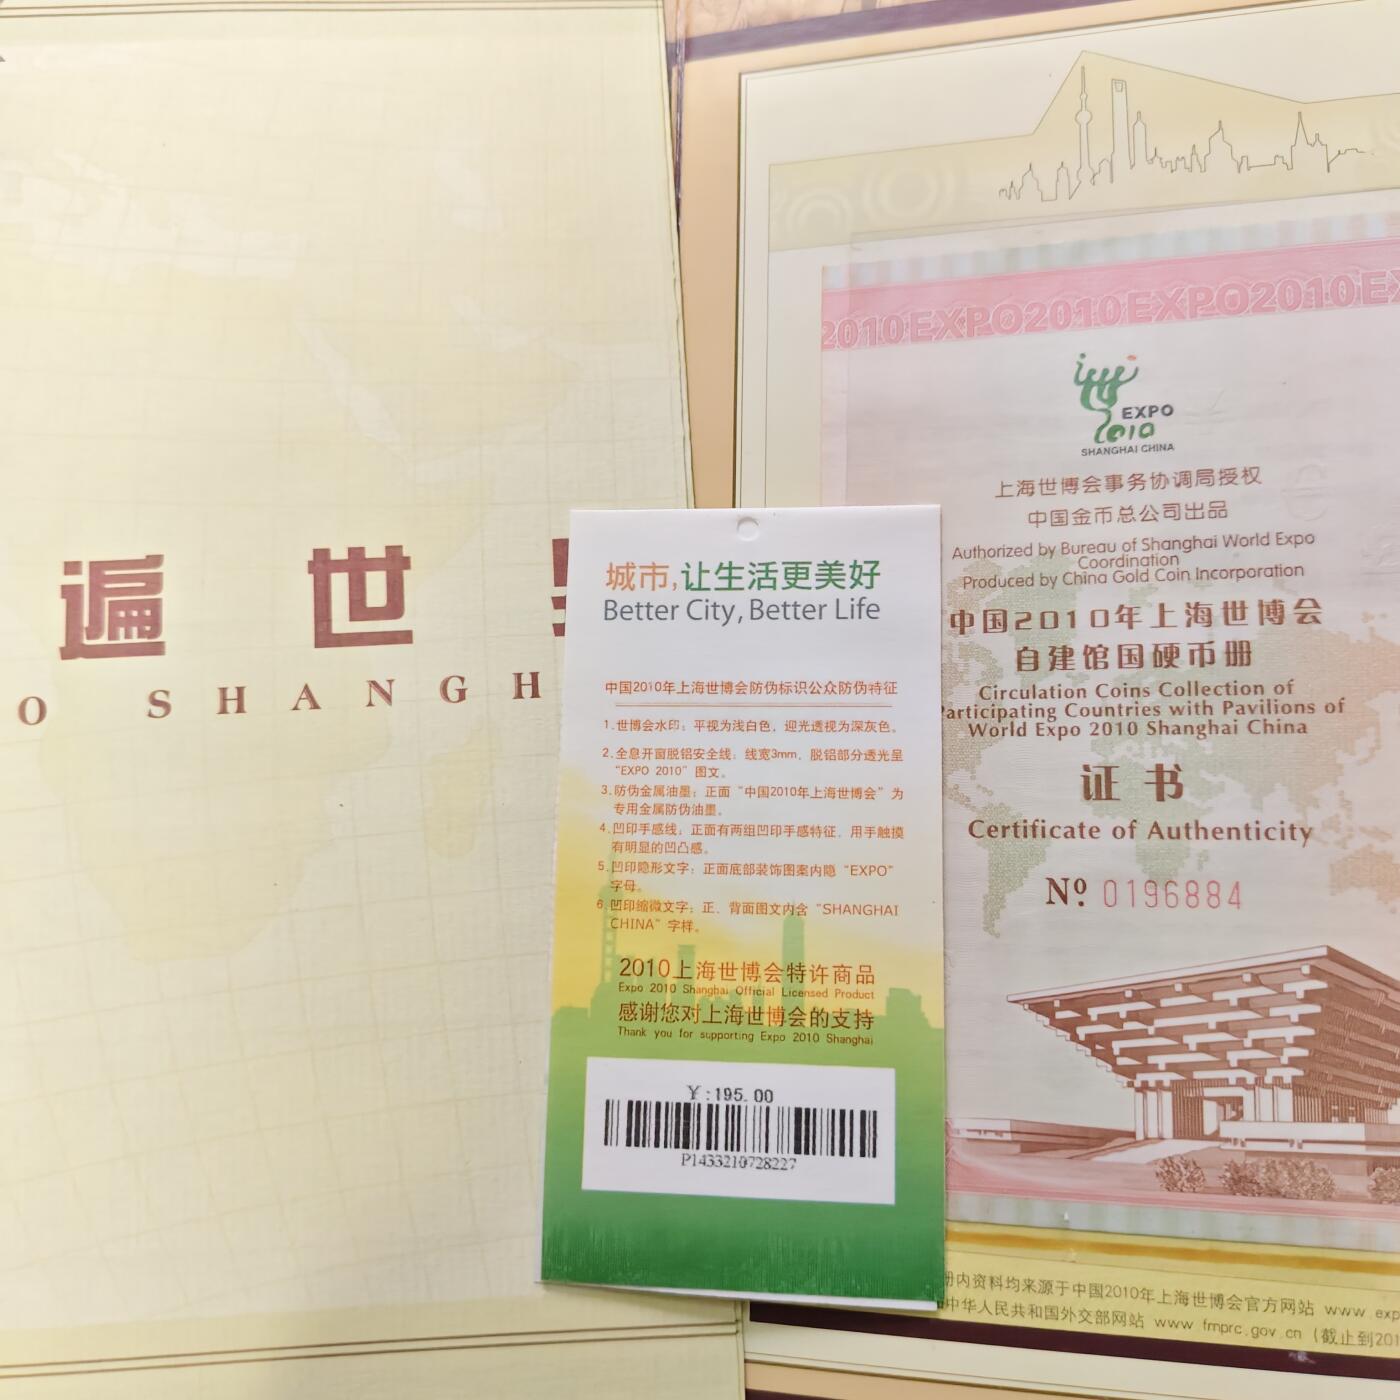 遍 世
O SHANGH
城市,让生活更美好
Better City, Better Life
中国2010年上海世博会防伪标识公众防伪特征
1.世博会水印：平视为浅白色，迎光透视为深灰色。
2.全息开窗脱铝安全线：线宽3mm，脱铝部分透光呈
“EXPO 2010”图文。
3.防伪金属油墨：正面“中国2010年上海世博会”为
专用金属防伪油墨。
4.凹印手感线：正面有两组凹印手感特征，用手触摸
有明显的凹凸感。
5.凹印隐形文字：正面底部装饰图案内隐“EXPO”
字母。
6.凹印缩微文字：正、背面图文内含“SHANGHAI
CHINA”字样。
2010上海世博会特许商品
Expo 2010 Shanghai Official Licensed Product
感谢您对上海世博会的支持
Thank you for supporting Expo 2010 Shanghai
¥:195.00
P1433210728227
2010EXPO2010EXPO2010EX
EXPO
2010
SHANGHAI CHINA
上海世博会事务协调局授权
中国金币总公司出品
Authorized by Bureau of Shanghai World Expo
Coordination
Produced by China Gold Coin Incorporation
中国2010年上海世博会
自建馆国硬币册
Circulation Coins Collection of
Participating Countries with Pavilions of
World Expo 2010 Shanghai China
证书
Certificate of Authenticity
Nº 0196884
册内资料均来源于中国2010年上海世博会官方网站 www.exp
中华人民共和国外交部网站 www.fmprc.gov.cn（截止到201